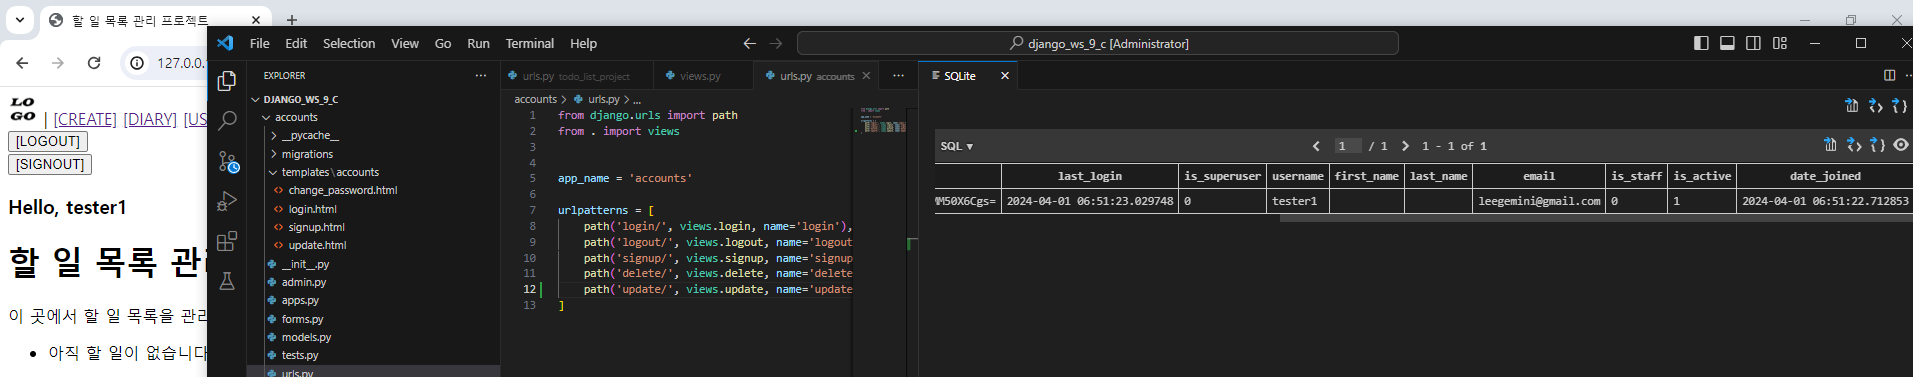 할 일 목록 관리 프로젝트
127.0.0.
LO
GO
| [CREATE] [DIARY] [US
[LOGOUT]
[SIGNOUT]
Hello, tester1
할 일 목록 관
이 곳에서 할 일 목록을 관리
아직 할 일이 없습니다
File Edit Selection View Go Run Terminal Help
django_ws_9_c [Administrator]
EXPLORER
DJANGO_WS_9_C
accounts
__pycache__
migrations
templates\accounts
change_password.html
login.html
signup.html
update.html
__init__.py
admin.py
apps.py
forms.py
models.py
tests.py
urls.py
urls.py todo_list_project
views.py
urls.py accounts
accounts > urls.py > ...
1 from django.urls import path
2 from . import views
3
4
5 app_name = 'accounts'
6
7 urlpatterns = [
8 path('login/', views.login, name='login'),
9 path('logout/', views.logout, name='logout
10 path('signup/', views.signup, name='signup
11 path('delete/', views.delete, name='delete
12 path('update/', views.update, name='update
13 ]
SQLite
SQL
1 / 1 1 - 1 of 1
last_login is_superuser username first_name last_name email is_staff is_active date_joined
M50X6Cgs= 2024-04-01 06:51:23.029748 0 tester1 leegemini@gmail.com 0 1 2024-04-01 06:51:22.712853